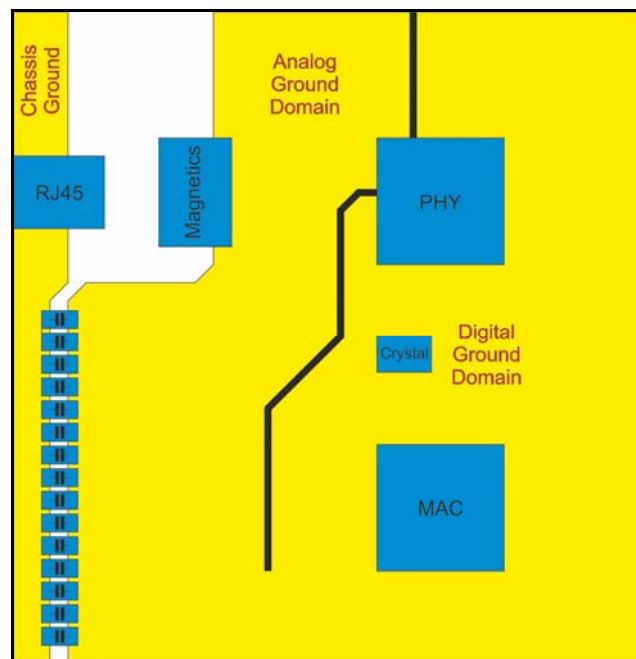 Chassis
Ground
Analog
Ground
Domain
RJ45
Magnetics
PHY
Crystal
Digital
Ground
Domain
MAC